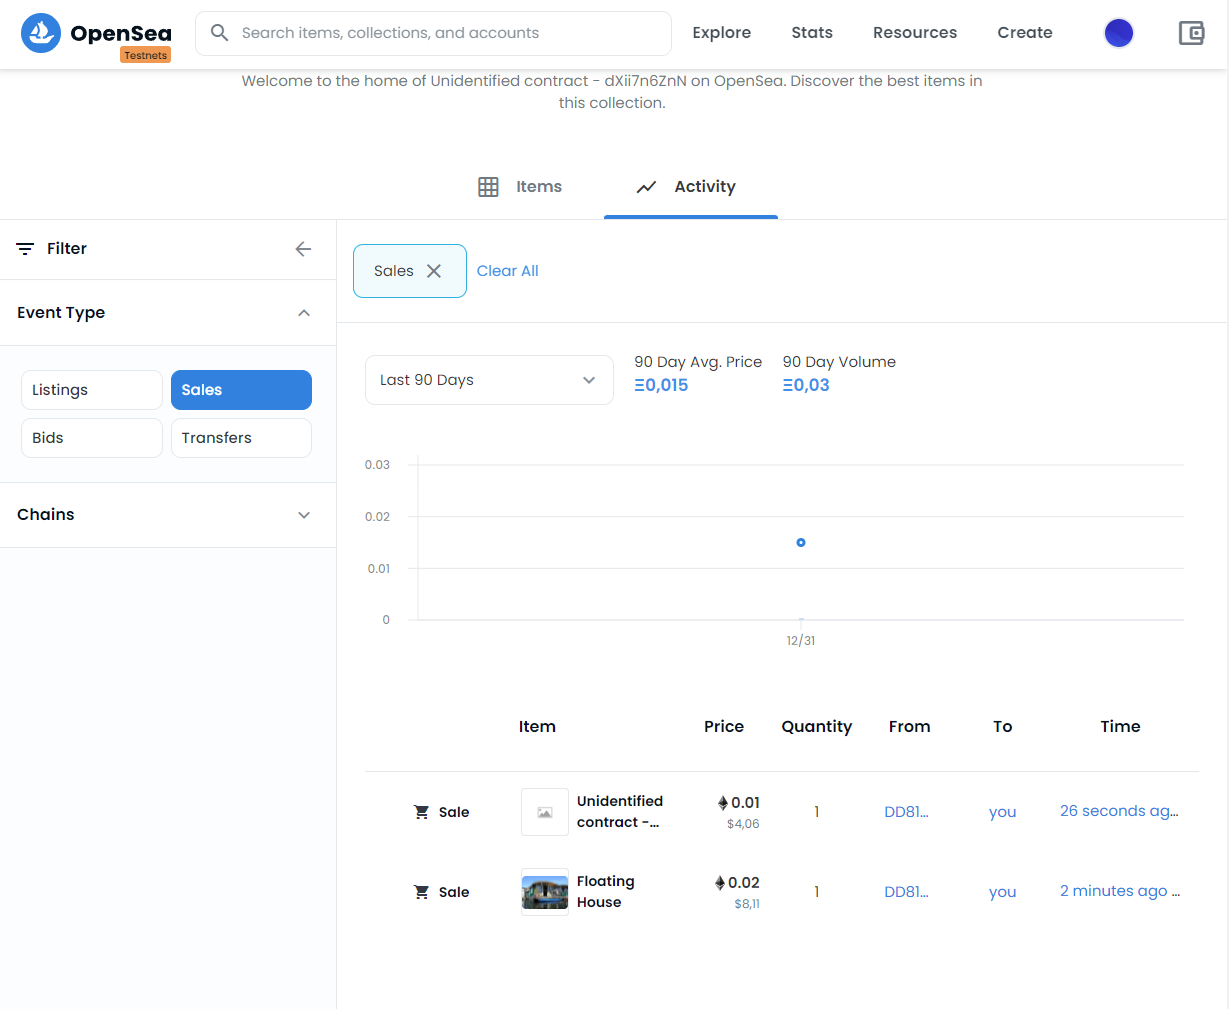 OpenSea
Testnets
Search items, collections, and accounts
Explore
Stats
Resources
Create
Welcome to the home of Unidentified contract - dXii7n6ZnN on OpenSea. Discover the best items in
this collection.
Items
Activity
Filter
Event Type
Listings
Sales
Bids
Transfers
Chains
Sales
Clear All
Last 90 Days
90 Day Avg. Price
Ξ0,015
90 Day Volume
Ξ0,03
0.03
0.02
0.01
0
12/31
Item Price Quantity From To Time
Sale
Unidentified
contract -...
0.01
$4,06
1
DD81...
you
26 seconds ag...
Sale
Floating
House
0.02
$8,11
1
DD81...
you
2 minutes ago ...